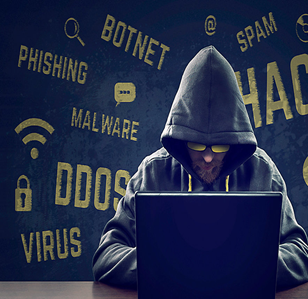 BOTNET
@ SPAM
PHISHING
HAC
MALWARE
DDOS
VIRUS